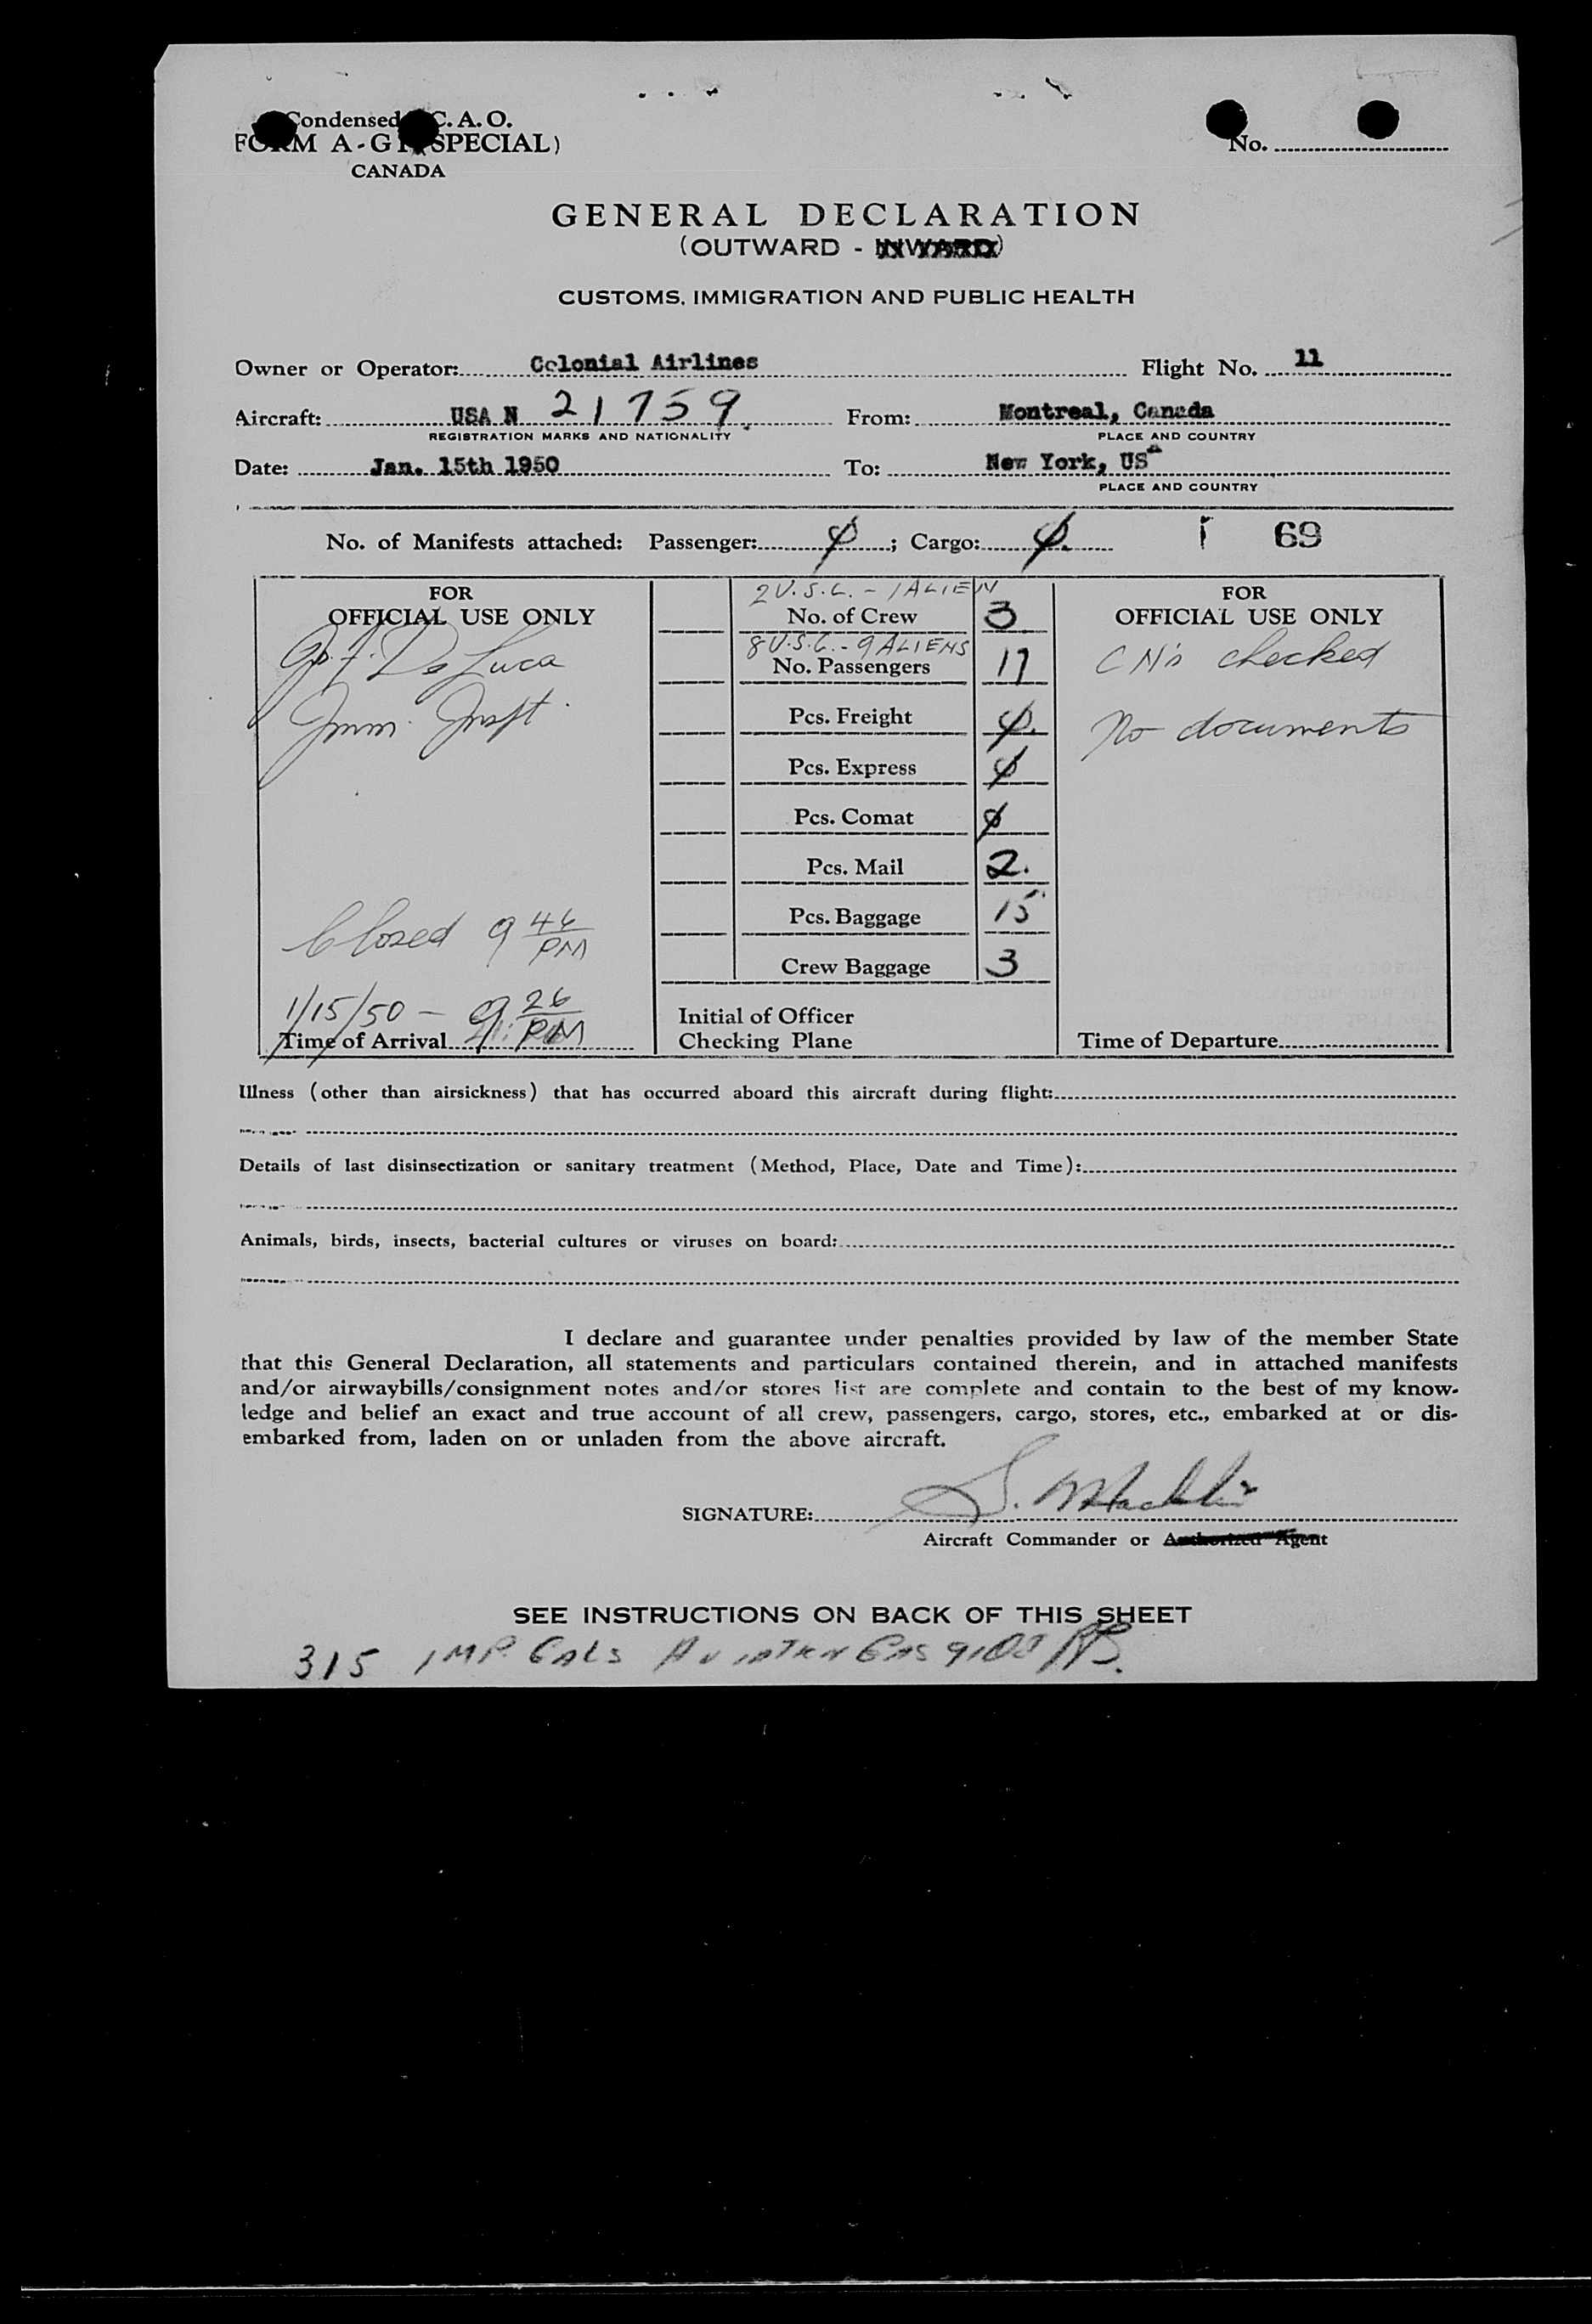 Condensed C. A. O.
FORM A-G1 (SPECIAL)
CANADA
No.
GENERAL DECLARATION
(OUTWARD - INWARD)
CUSTOMS, IMMIGRATION AND PUBLIC HEALTH
Owner or Operator: Colonial Airlines Flight No. 11
Aircraft: USA N 21759 From: Montreal, Canada
REGISTRATION MARKS AND NATIONALITY PLACE AND COUNTRY
Date: Jan. 15th 1950 To: New York, USA
PLACE AND COUNTRY
No. of Manifests attached: Passenger: φ ; Cargo: φ. 1 69
FOR
OFFICIAL USE ONLY
De Luca
Imm. Inspt.
Closed 9 46 PM
1/15/50 - 9 26 PM
Time of Arrival
2 U.S.C. - 1 ALIEN
No. of Crew 3
8 U.S.C. - 9 ALIENS
No. Passengers 17
Pcs. Freight φ.
Pcs. Express φ
Pcs. Comat φ
Pcs. Mail 2.
Pcs. Baggage 15
Crew Baggage 3
Initial of Officer
Checking Plane
FOR
OFFICIAL USE ONLY
CN's checked
No documents
Time of Departure
Illness (other than airsickness) that has occurred aboard this aircraft during flight:
Details of last disinsectization or sanitary treatment (Method, Place, Date and Time):
Animals, birds, insects, bacterial cultures or viruses on board:
I declare and guarantee under penalties provided by law of the member State
that this General Declaration, all statements and particulars contained therein, and in attached manifests
and/or airwaybills/consignment notes and/or stores list are complete and contain to the best of my know-
ledge and belief an exact and true account of all crew, passengers, cargo, stores, etc., embarked at or dis-
embarked from, laden on or unladen from the above aircraft.
SIGNATURE: S. Macklin
Aircraft Commander or Authorized Agent
SEE INSTRUCTIONS ON BACK OF THIS SHEET
315 IMP. GALS AVIATION GAS